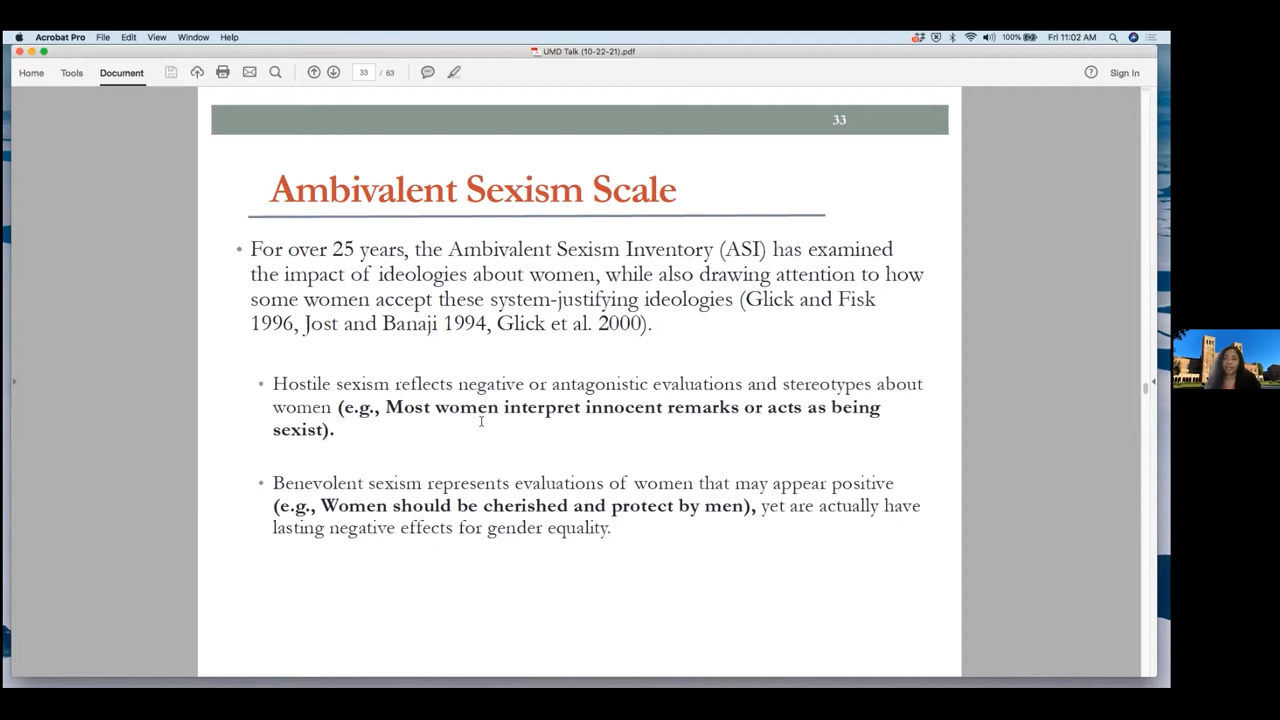 Acrobat Pro File Edit View Window Help 100% Fri 11:02 AM
UMD Talk (10-22-21).pdf
Home Tools Document 33 / 63 Sign In
33
Ambivalent Sexism Scale
• For over 25 years, the Ambivalent Sexism Inventory (ASI) has examined
the impact of ideologies about women, while also drawing attention to how
some women accept these system-justifying ideologies (Glick and Fisk
1996, Jost and Banaji 1994, Glick et al. 2000).
• Hostile sexism reflects negative or antagonistic evaluations and stereotypes about
women (e.g., Most women interpret innocent remarks or acts as being
sexist).
• Benevolent sexism represents evaluations of women that may appear positive
(e.g., Women should be cherished and protect by men), yet are actually have
lasting negative effects for gender equality.